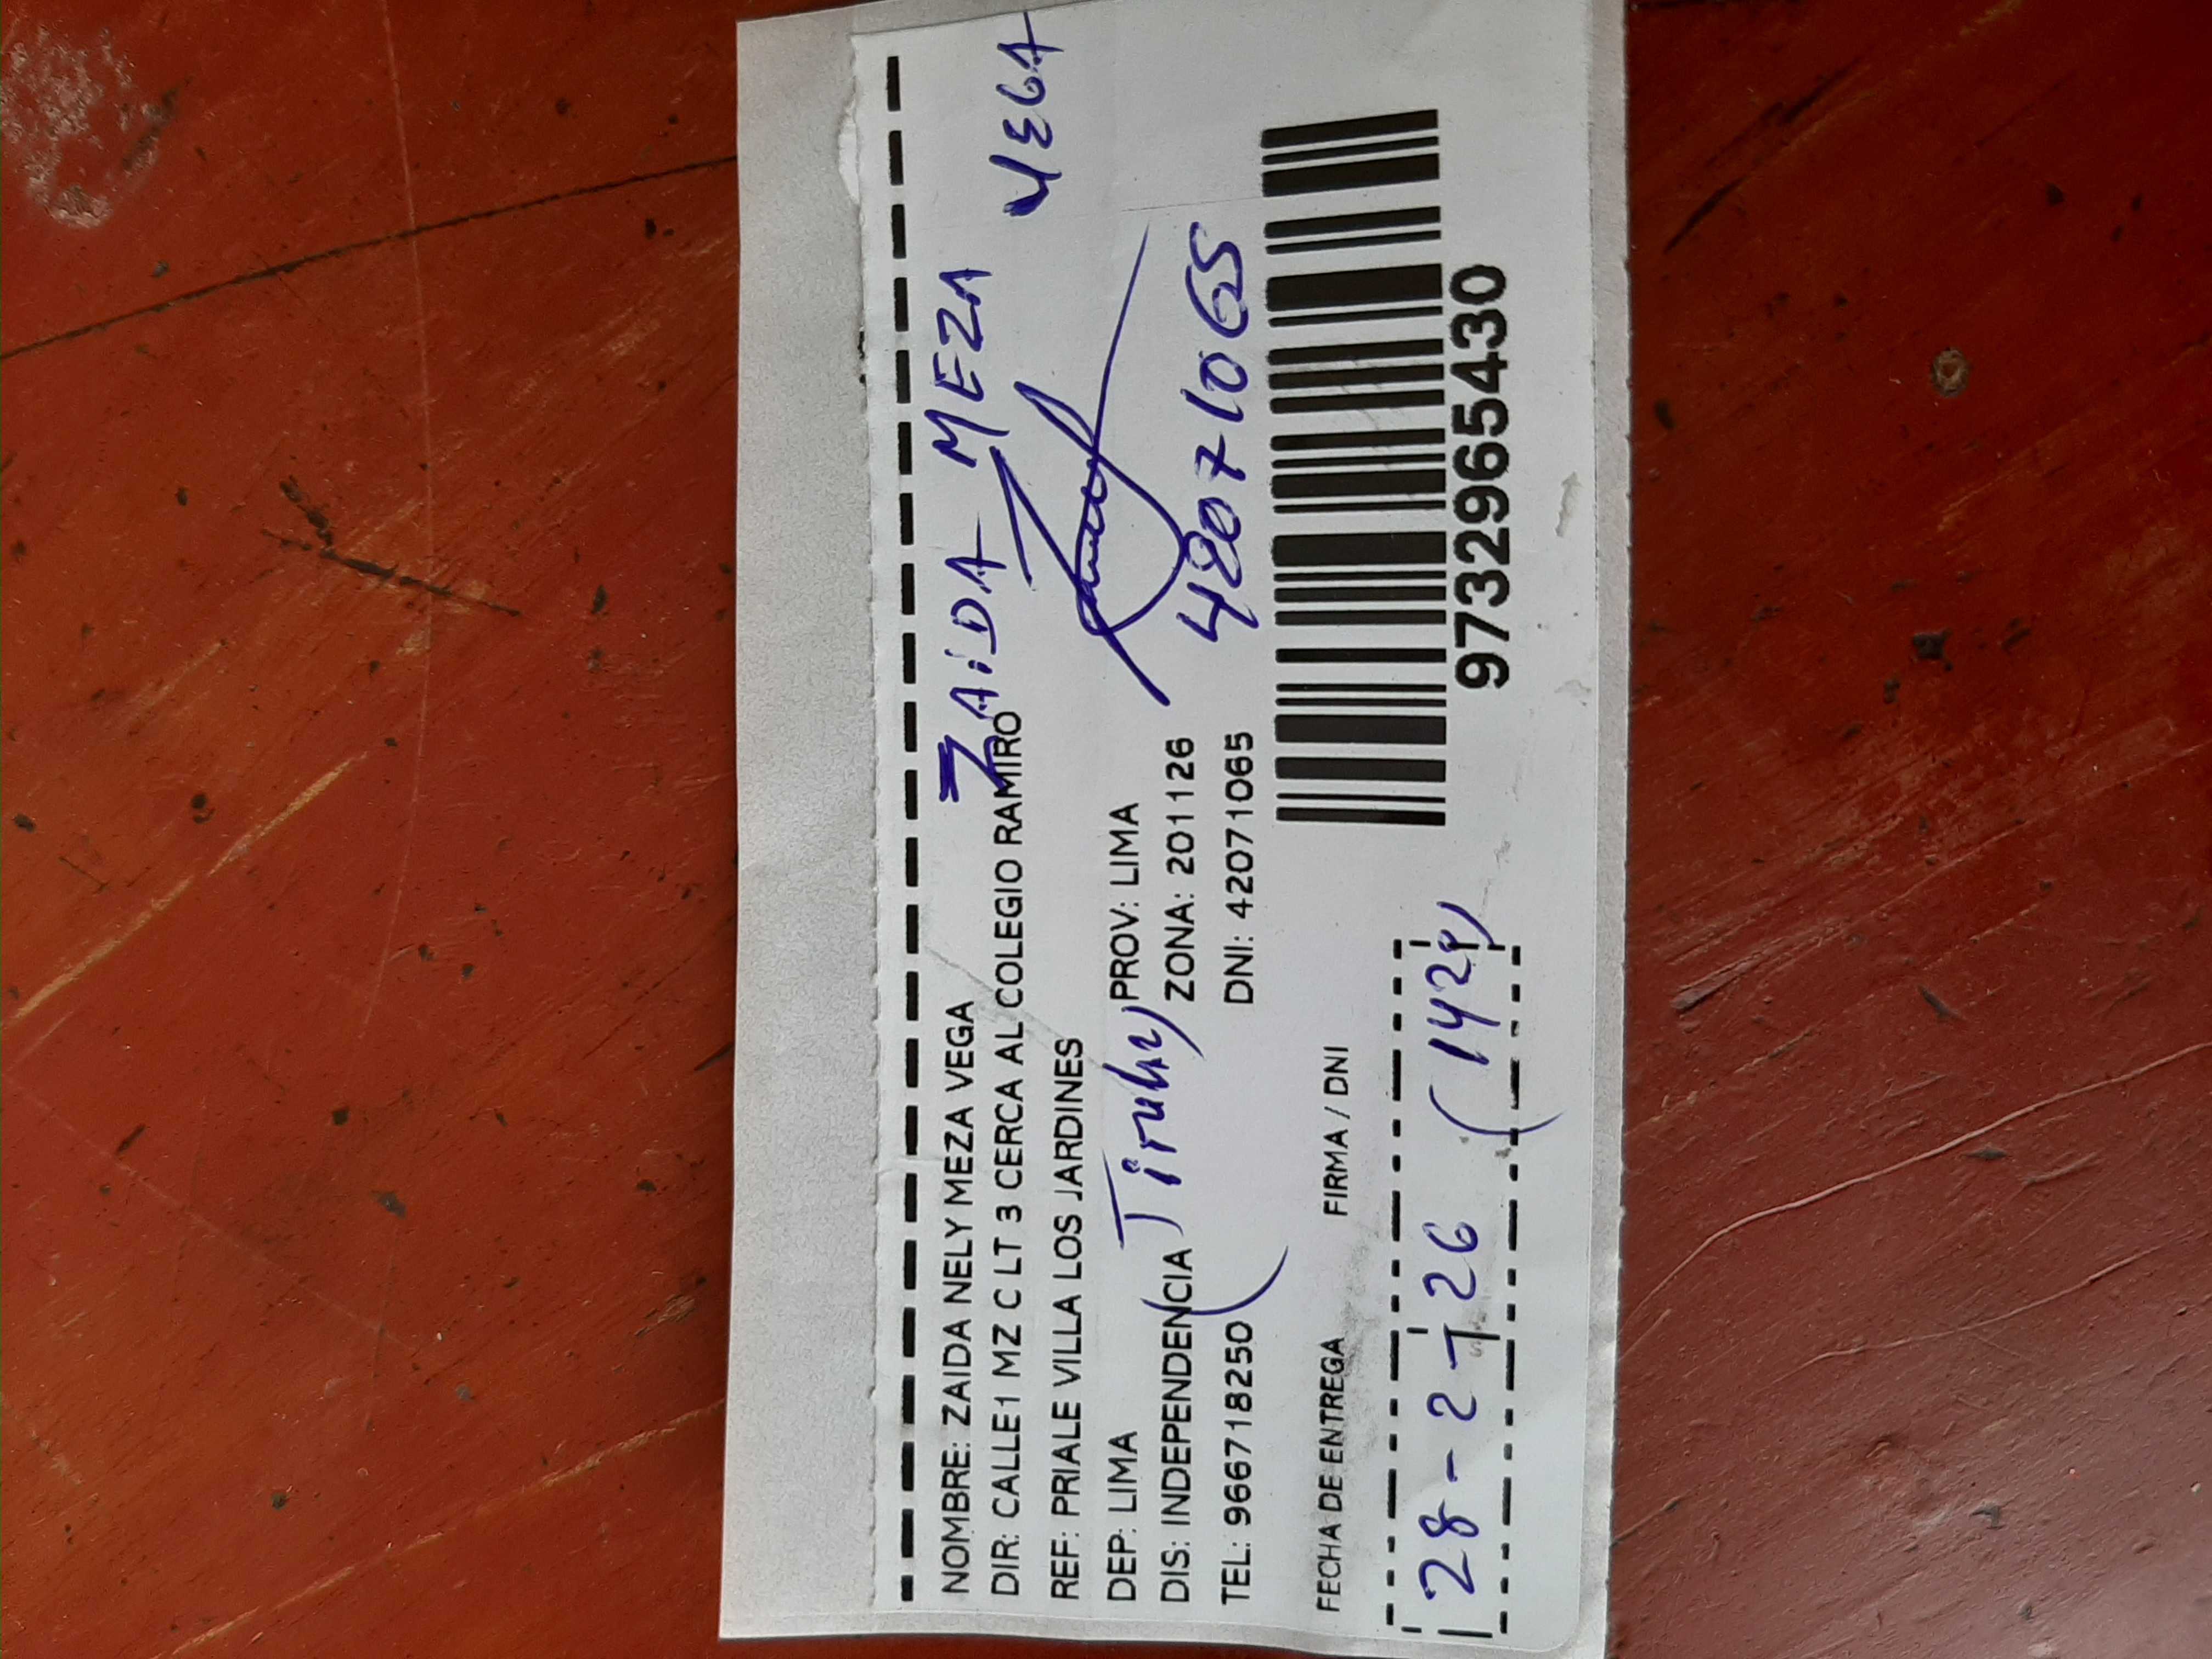 NOMBRE: ZAIDA NELY MEZA VEGA
ZAIDA MEZA VEGA
DIR: CALLE1 MZ C LT 3 CERCA AL COLEGIO RAMIRO
REF: PRIALE VILLA LOS JARDINES
DEP: LIMA PROV: LIMA
DIS: INDEPENDENCIA ZONA: 2011126
TEL: 966718250 DNI: 42071065
FECHA DE ENTREGA FIRMA / DNI
28-2-26
9732965430